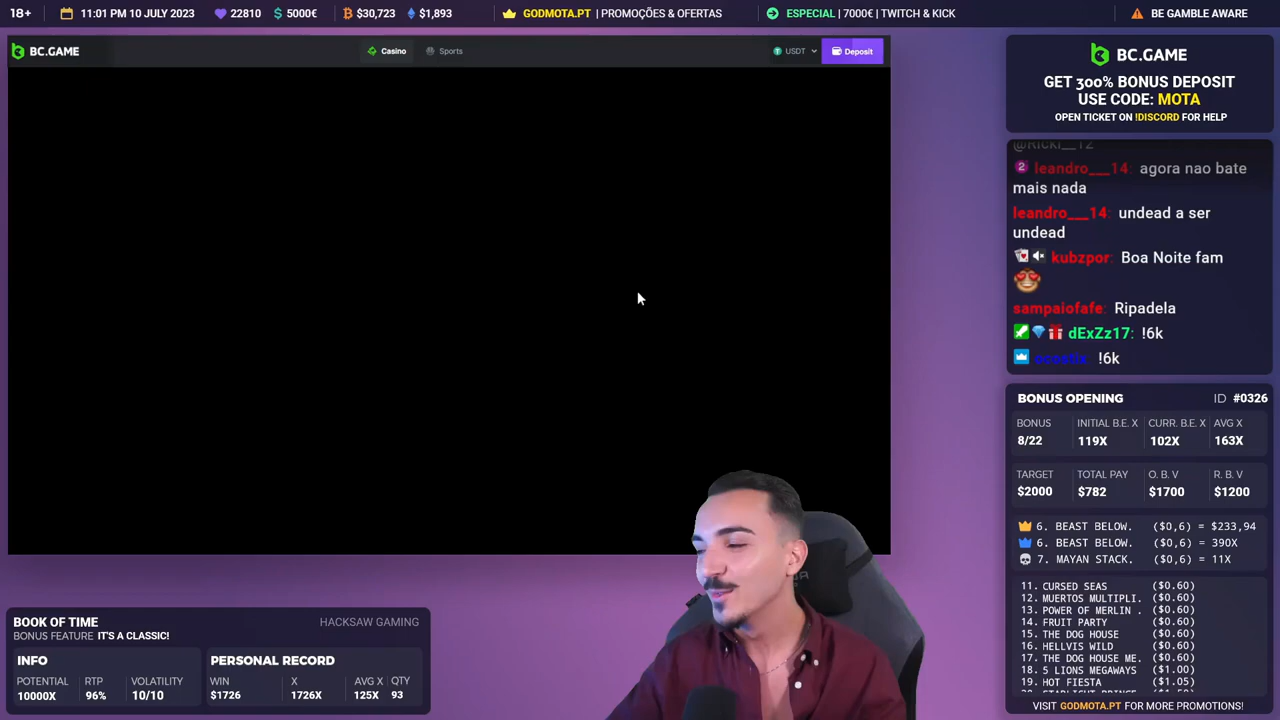 18+
11:01 PM 10 JULY 2023
22810
5000€
$30,723
$1,893
GODMOTA.PT | PROMOÇÕES & OFERTAS
ESPECIAL | 7000€ | TWITCH & KICK
BE GAMBLE AWARE
BC.GAME
Casino
Sports
USDT
Deposit
BC.GAME
GET 300% BONUS DEPOSIT
USE CODE: MOTA
OPEN TICKET ON !DISCORD FOR HELP
leandro___14: agora nao bate
mais nada
leandro___14: undead a ser
undead
kubzpor: Boa Noite fam
sampaiofafe: Ripadela
dExZz17: !6k
!6k
BONUS OPENING ID #0326
BONUS INITIAL B.E. X CURR. B.E. X AVG X
8/22 119X 102X 163X
TARGET TOTAL PAY O. B. V R. B. V
$2000 $782 $1700 $1200
6. BEAST BELOW. ($0,6) = $233,94
6. BEAST BELOW. ($0,6) = 390X
7. MAYAN STACK. ($0,6) = 11X
11. CURSED SEAS ($0.60)
12. MUERTOS MULTIPLI. ($0.60)
13. POWER OF MERLIN . ($0.60)
14. FRUIT PARTY ($0.60)
15. THE DOG HOUSE ($0.60)
16. HELLVIS WILD ($0.60)
17. THE DOG HOUSE ME. ($0.60)
18. 5 LIONS MEGAWAYS ($1.00)
19. HOT FIESTA ($1.05)
VISIT GODMOTA.PT FOR MORE PROMOTIONS!
BOOK OF TIME HACKSAW GAMING
BONUS FEATURE IT'S A CLASSIC!
INFO
POTENTIAL RTP VOLATILITY
10000X 96% 10/10
PERSONAL RECORD
WIN X AVG X QTY
$1726 1726X 125X 93